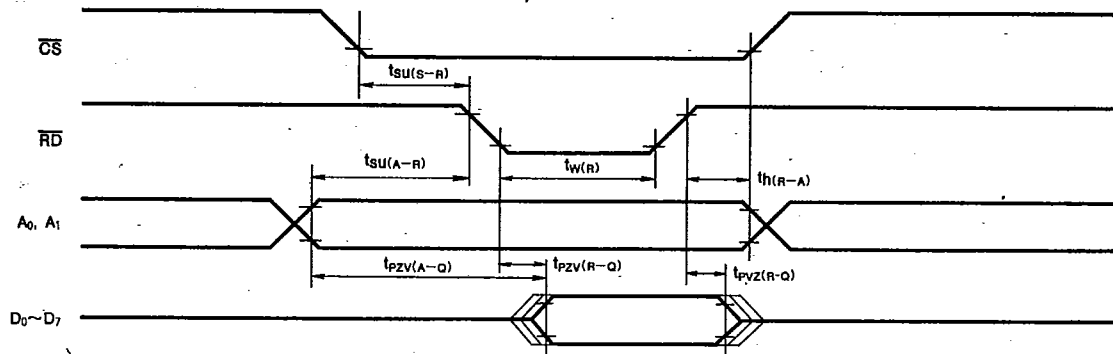 CS
tsu(S−R)
RD
tsu(A−R)
tw(R)
th(R−A)
A0, A1
tPZV(A−Q)
tPZV(R−Q)
tPVZ(R-Q)
D0~D7